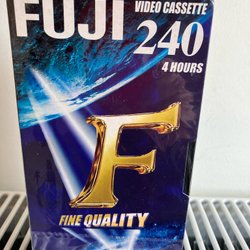 FUJI
VIDEO CASSETTE
240
4 HOURS
F
FINE QUALITY